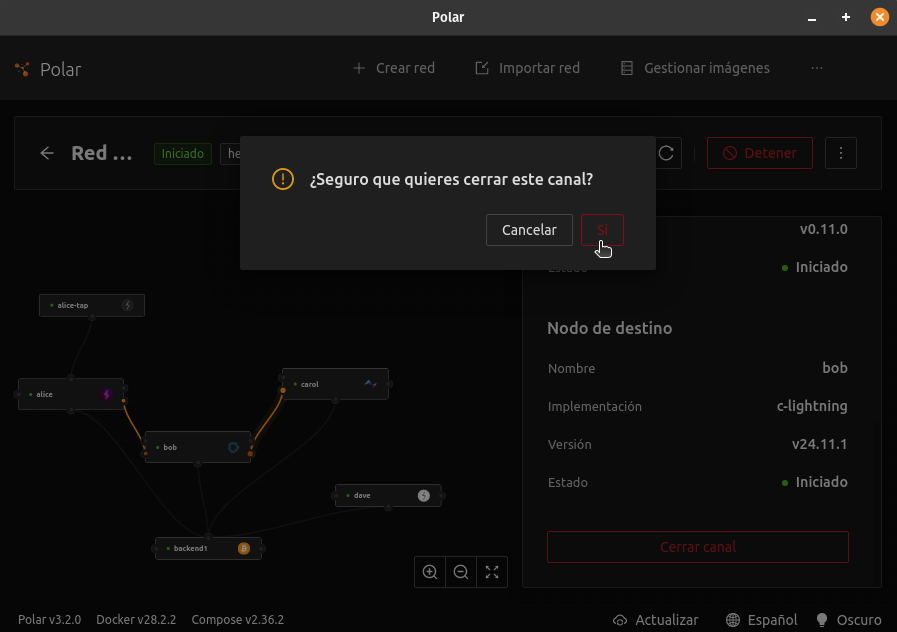 Polar
Polar
Crear red
Importar red
Gestionar imágenes
Red ...
Iniciado
he
Detener
¿Seguro que quieres cerrar este canal?
Cancelar
Sí
v0.11.0
Estado
Iniciado
Nodo de destino
Nombre
bob
Implementación
c-lightning
Versión
v24.11.1
Estado
Iniciado
Cerrar canal
alice-tap
alice
carol
bob
dave
backend1
Polar v3.2.0
Docker v28.2.2
Compose v2.36.2
Actualizar
Español
Oscuro